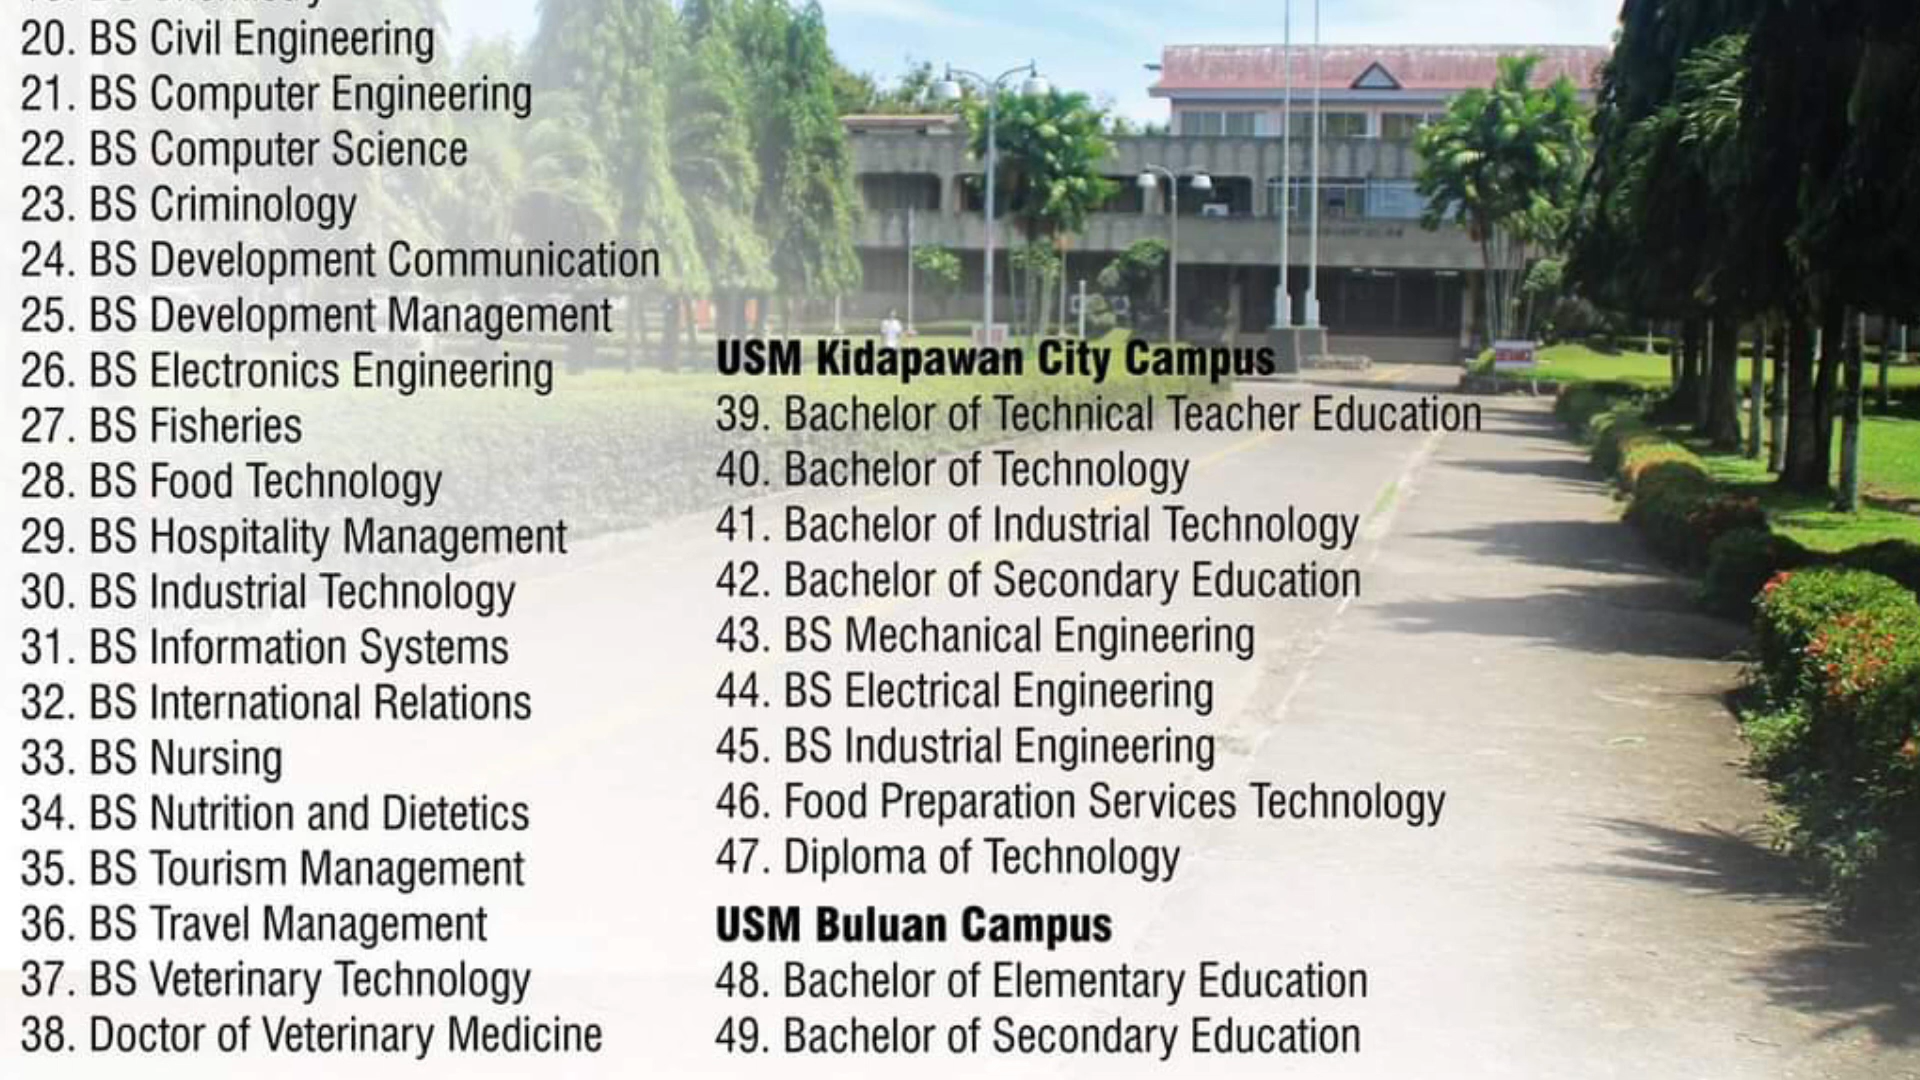 20. BS Civil Engineering
21. BS Computer Engineering
22. BS Computer Science
23. BS Criminology
24. BS Development Communication
25. BS Development Management
26. BS Electronics Engineering
27. BS Fisheries
28. BS Food Technology
29. BS Hospitality Management
30. BS Industrial Technology
31. BS Information Systems
32. BS International Relations
33. BS Nursing
34. BS Nutrition and Dietetics
35. BS Tourism Management
36. BS Travel Management
37. BS Veterinary Technology
38. Doctor of Veterinary Medicine
USM Kidapawan City Campus
39. Bachelor of Technical Teacher Education
40. Bachelor of Technology
41. Bachelor of Industrial Technology
42. Bachelor of Secondary Education
43. BS Mechanical Engineering
44. BS Electrical Engineering
45. BS Industrial Engineering
46. Food Preparation Services Technology
47. Diploma of Technology
USM Buluan Campus
48. Bachelor of Elementary Education
49. Bachelor of Secondary Education